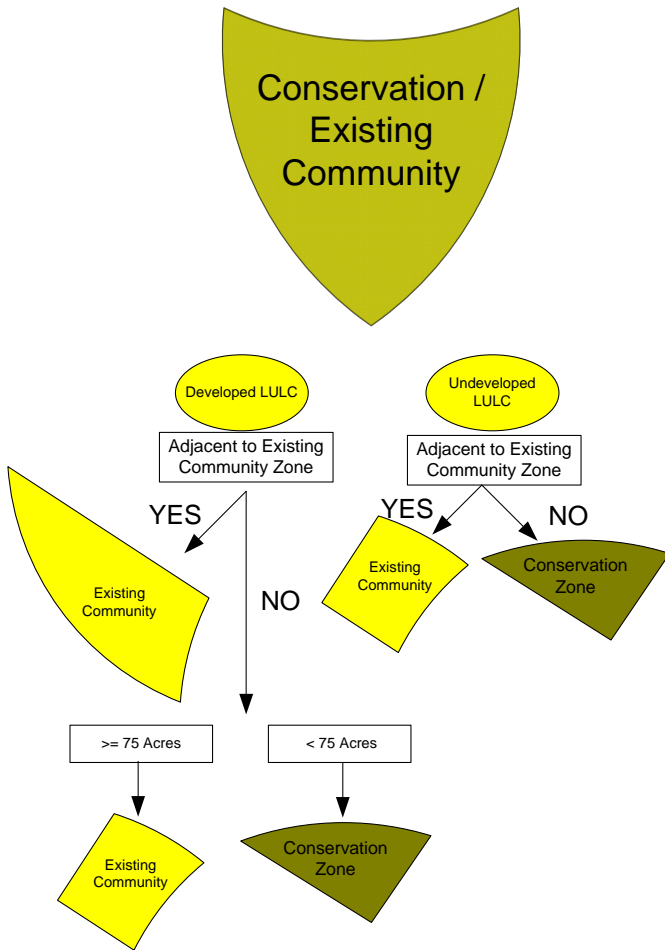 Conservation /
Existing
Community
Developed LULC
Adjacent to Existing
Community Zone
YES
Existing
Community
NO
>= 75 Acres
Existing
Community
< 75 Acres
Conservation
Zone
Undeveloped
LULC
Adjacent to Existing
Community Zone
YES
Existing
Community
NO
Conservation
Zone